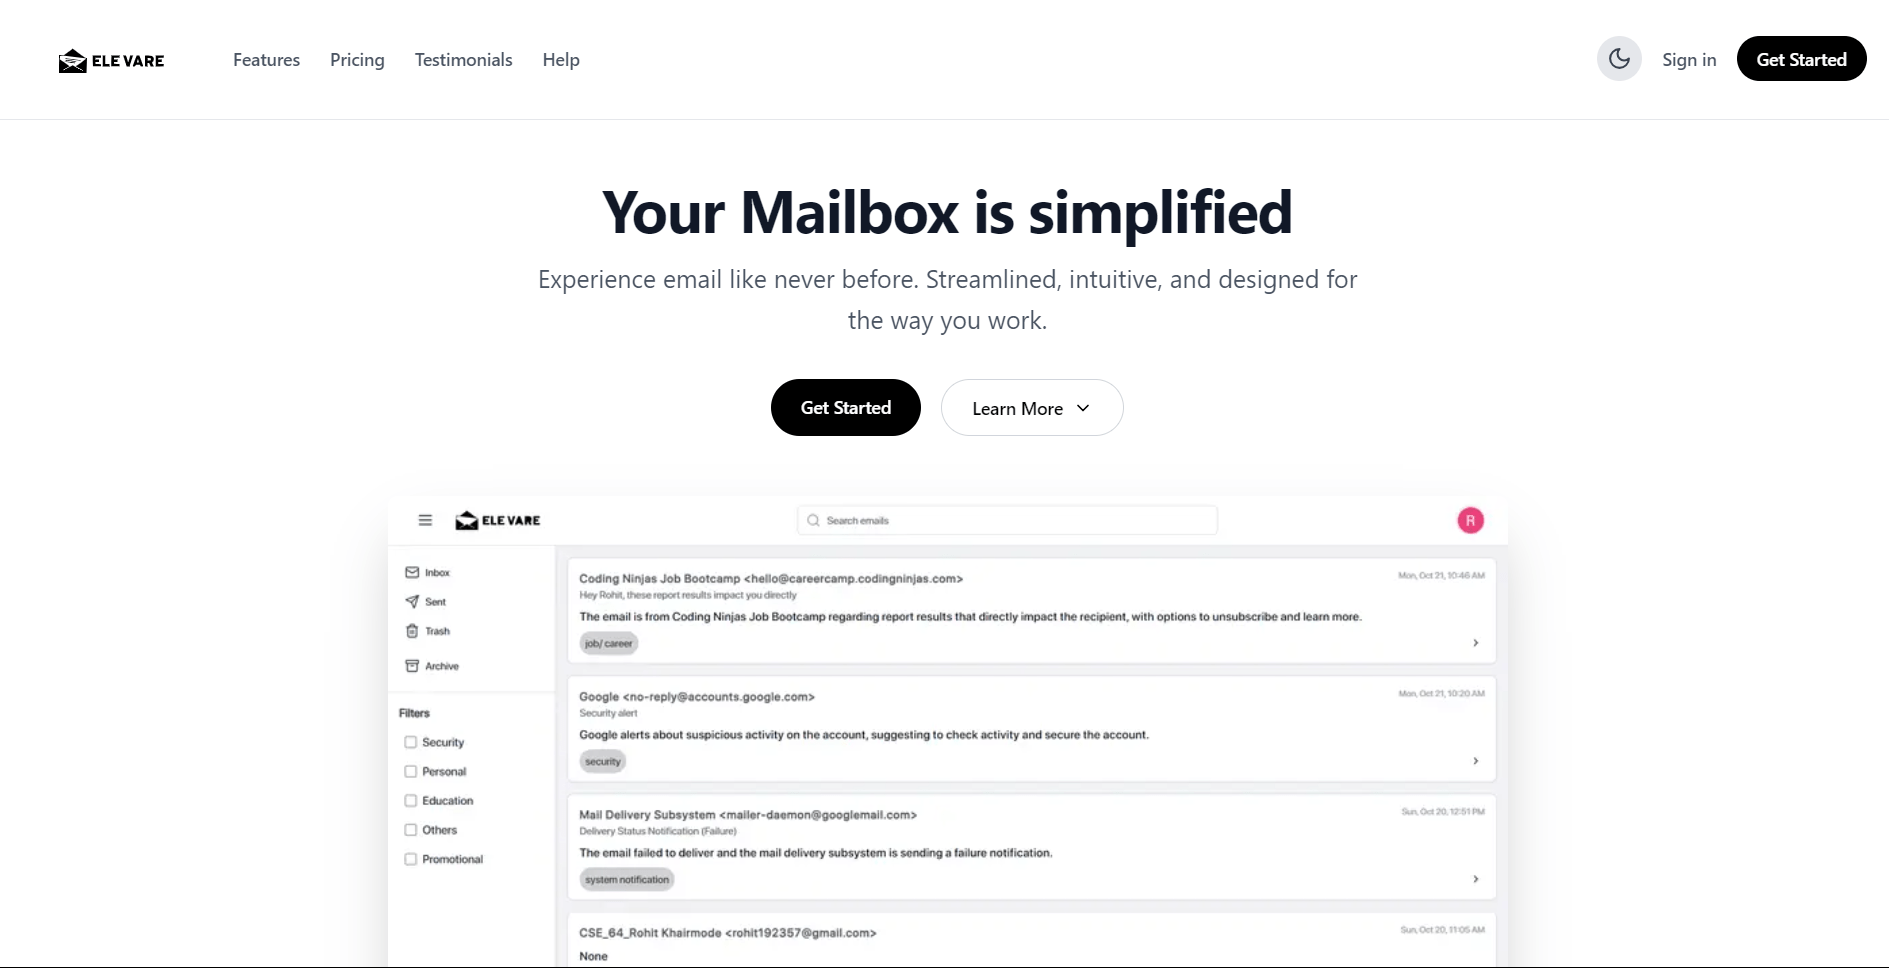 ELEVARE
Features
Pricing
Testimonials
Help
Sign in
Get Started
Your Mailbox is simplified
Experience email like never before. Streamlined, intuitive, and designed for
the way you work.
Get Started
Learn More
ELEVARE
Search emails
R
Inbox
Sent
Trash
Archive
Filters
Security
Personal
Education
Others
Promotional
Coding Ninjas Job Bootcamp <hello@careercamp.codingninjas.com>
Mon, Oct 21, 10:46 AM
Hey Rohit, these report results impact you directly
The email is from Coding Ninjas Job Bootcamp regarding report results that directly impact the recipient, with options to unsubscribe and learn more.
job/ career
Google <no-reply@accounts.google.com>
Mon, Oct 21, 10:20 AM
Security alert
Google alerts about suspicious activity on the account, suggesting to check activity and secure the account.
security
Mail Delivery Subsystem <mailer-daemon@googlemail.com>
Sun, Oct 20, 12:51 PM
Delivery Status Notification (Failure)
The email failed to deliver and the mail delivery subsystem is sending a failure notification.
system notification
CSE_64_Rohit Khairmode <rohit192357@gmail.com>
Sun, Oct 20, 11:05 AM
None